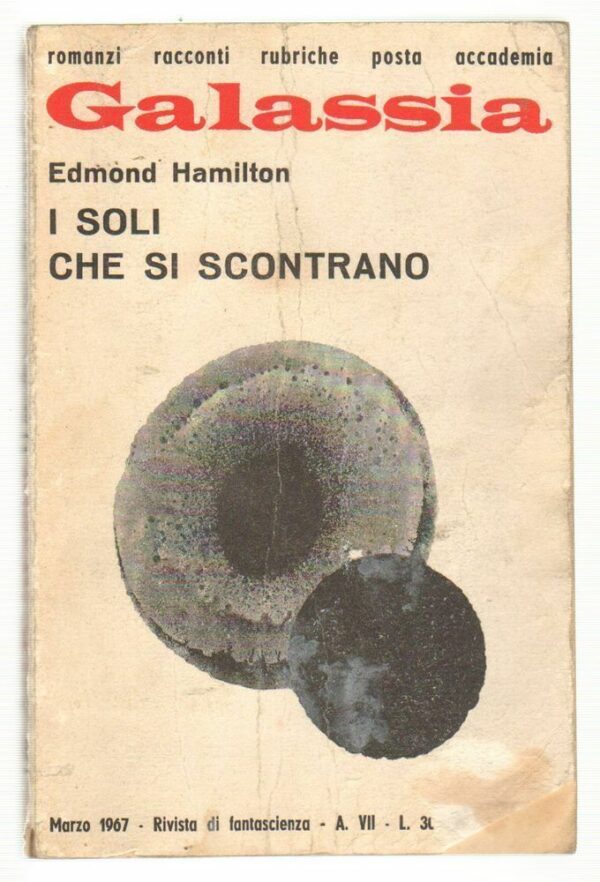 romanzi racconti rubriche posta accademia
Galassia
Edmond Hamilton
I SOLI
CHE SI SCONTRANO
Marzo 1967 - Rivista di fantascienza - A. VII - L.